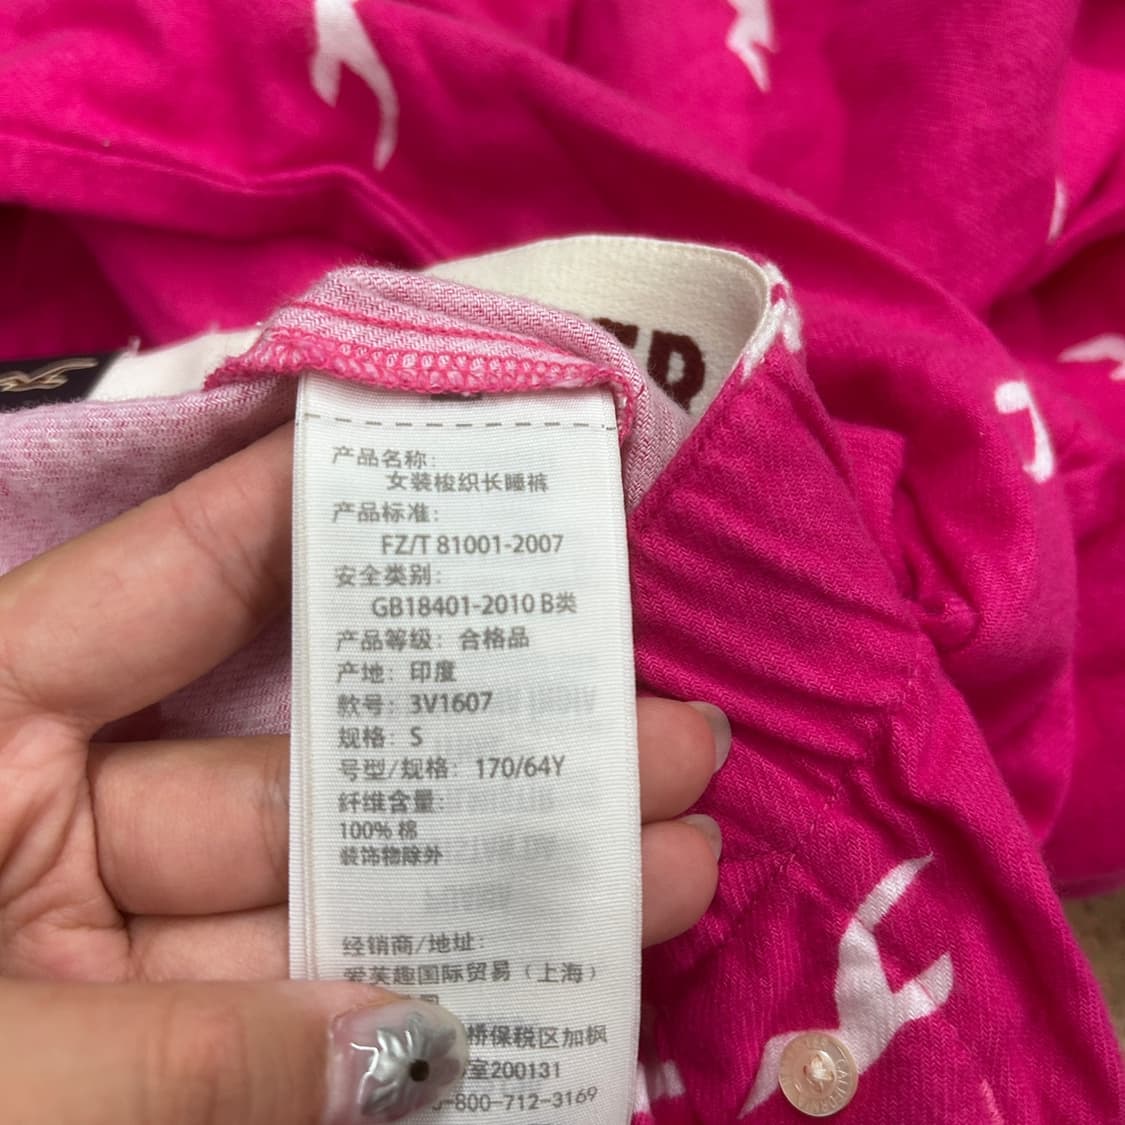 产品名称:
女装梭织长睡裤
产品标准:
FZ/T 81001-2007
安全类别:
GB18401-2010 B类
产品等级: 合格品
产地: 印度
款号: 3V1607
规格: S
号型/规格: 170/64Y
纤维含量:
100% 棉
装饰物除外
经销商/地址:
爱芙趣国际贸易（上海）
桥保税区加枫
室200131
-800-712-3169